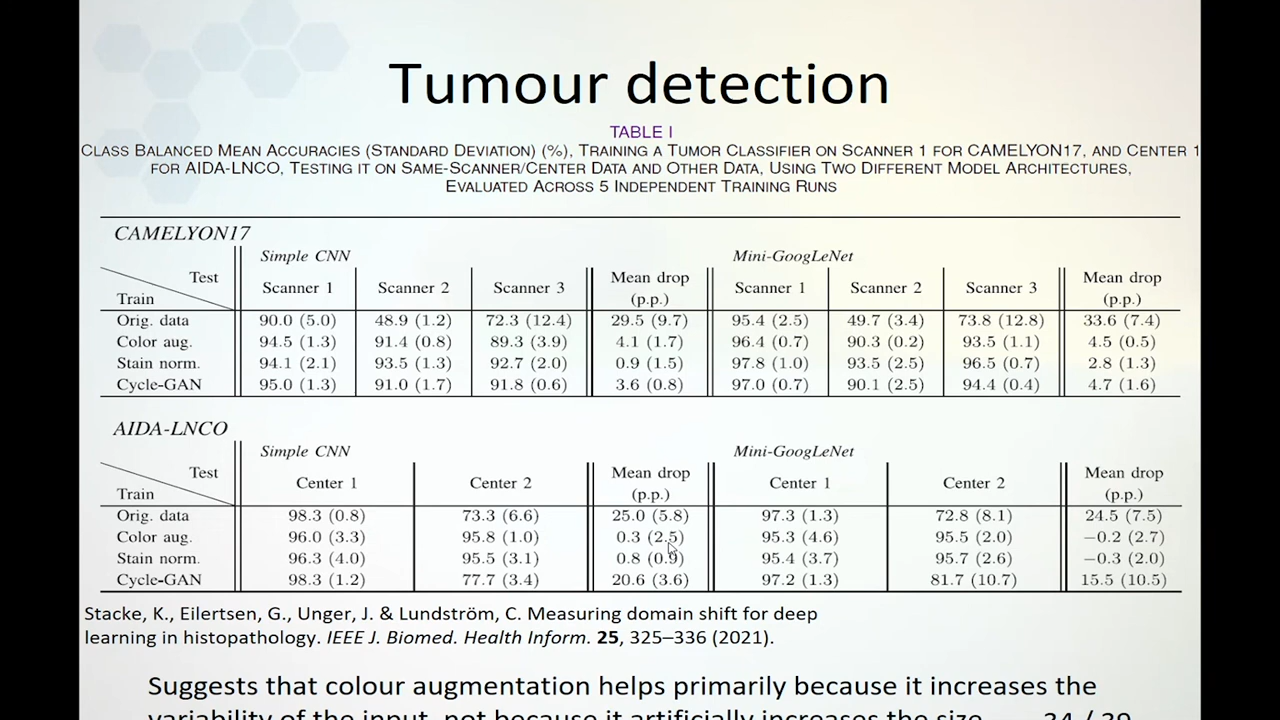 Tumour detection
TABLE I
CLASS BALANCED MEAN ACCURACIES (STANDARD DEVIATION) (%), TRAINING A TUMOR CLASSIFIER ON SCANNER 1 FOR CAMELYON17, AND CENTER 1
FOR AIDA-LNCO, TESTING IT ON SAME-SCANNER/CENTER DATA AND OTHER DATA, USING TWO DIFFERENT MODEL ARCHITECTURES,
EVALUATED ACROSS 5 INDEPENDENT TRAINING RUNS
CAMELYON17
Simple CNN Mini-GoogLeNet
Test Scanner 1 Scanner 2 Scanner 3 Mean drop Scanner 1 Scanner 2 Scanner 3 Mean drop
Train (p.p.) (p.p.)
Orig. data 90.0 (5.0) 48.9 (1.2) 72.3 (12.4) 29.5 (9.7) 95.4 (2.5) 49.7 (3.4) 73.8 (12.8) 33.6 (7.4)
Color aug. 94.5 (1.3) 91.4 (0.8) 89.3 (3.9) 4.1 (1.7) 96.4 (0.7) 90.3 (0.2) 93.5 (1.1) 4.5 (0.5)
Stain norm. 94.1 (2.1) 93.5 (1.3) 92.7 (2.0) 0.9 (1.5) 97.8 (1.0) 93.5 (2.5) 96.5 (0.7) 2.8 (1.3)
Cycle-GAN 95.0 (1.3) 91.0 (1.7) 91.8 (0.6) 3.6 (0.8) 97.0 (0.7) 90.1 (2.5) 94.4 (0.4) 4.7 (1.6)
AIDA-LNCO
Simple CNN Mini-GoogLeNet
Test Center 1 Center 2 Mean drop Center 1 Center 2 Mean drop
Train (p.p.) (p.p.)
Orig. data 98.3 (0.8) 73.3 (6.6) 25.0 (5.8) 97.3 (1.3) 72.8 (8.1) 24.5 (7.5)
Color aug. 96.0 (3.3) 95.8 (1.0) 0.3 (2.5) 95.3 (4.6) 95.5 (2.0) −0.2 (2.7)
Stain norm. 96.3 (4.0) 95.5 (3.1) 0.8 (0.9) 95.4 (3.7) 95.7 (2.6) −0.3 (2.0)
Cycle-GAN 98.3 (1.2) 77.7 (3.4) 20.6 (3.6) 97.2 (1.3) 81.7 (10.7) 15.5 (10.5)
Stacke, K., Eilertsen, G., Unger, J. & Lundström, C. Measuring domain shift for deep
learning in histopathology. IEEE J. Biomed. Health Inform. 25, 325–336 (2021).
Suggests that colour augmentation helps primarily because it increases the
variability of the input, not because it artificially increases the size 34 / 39